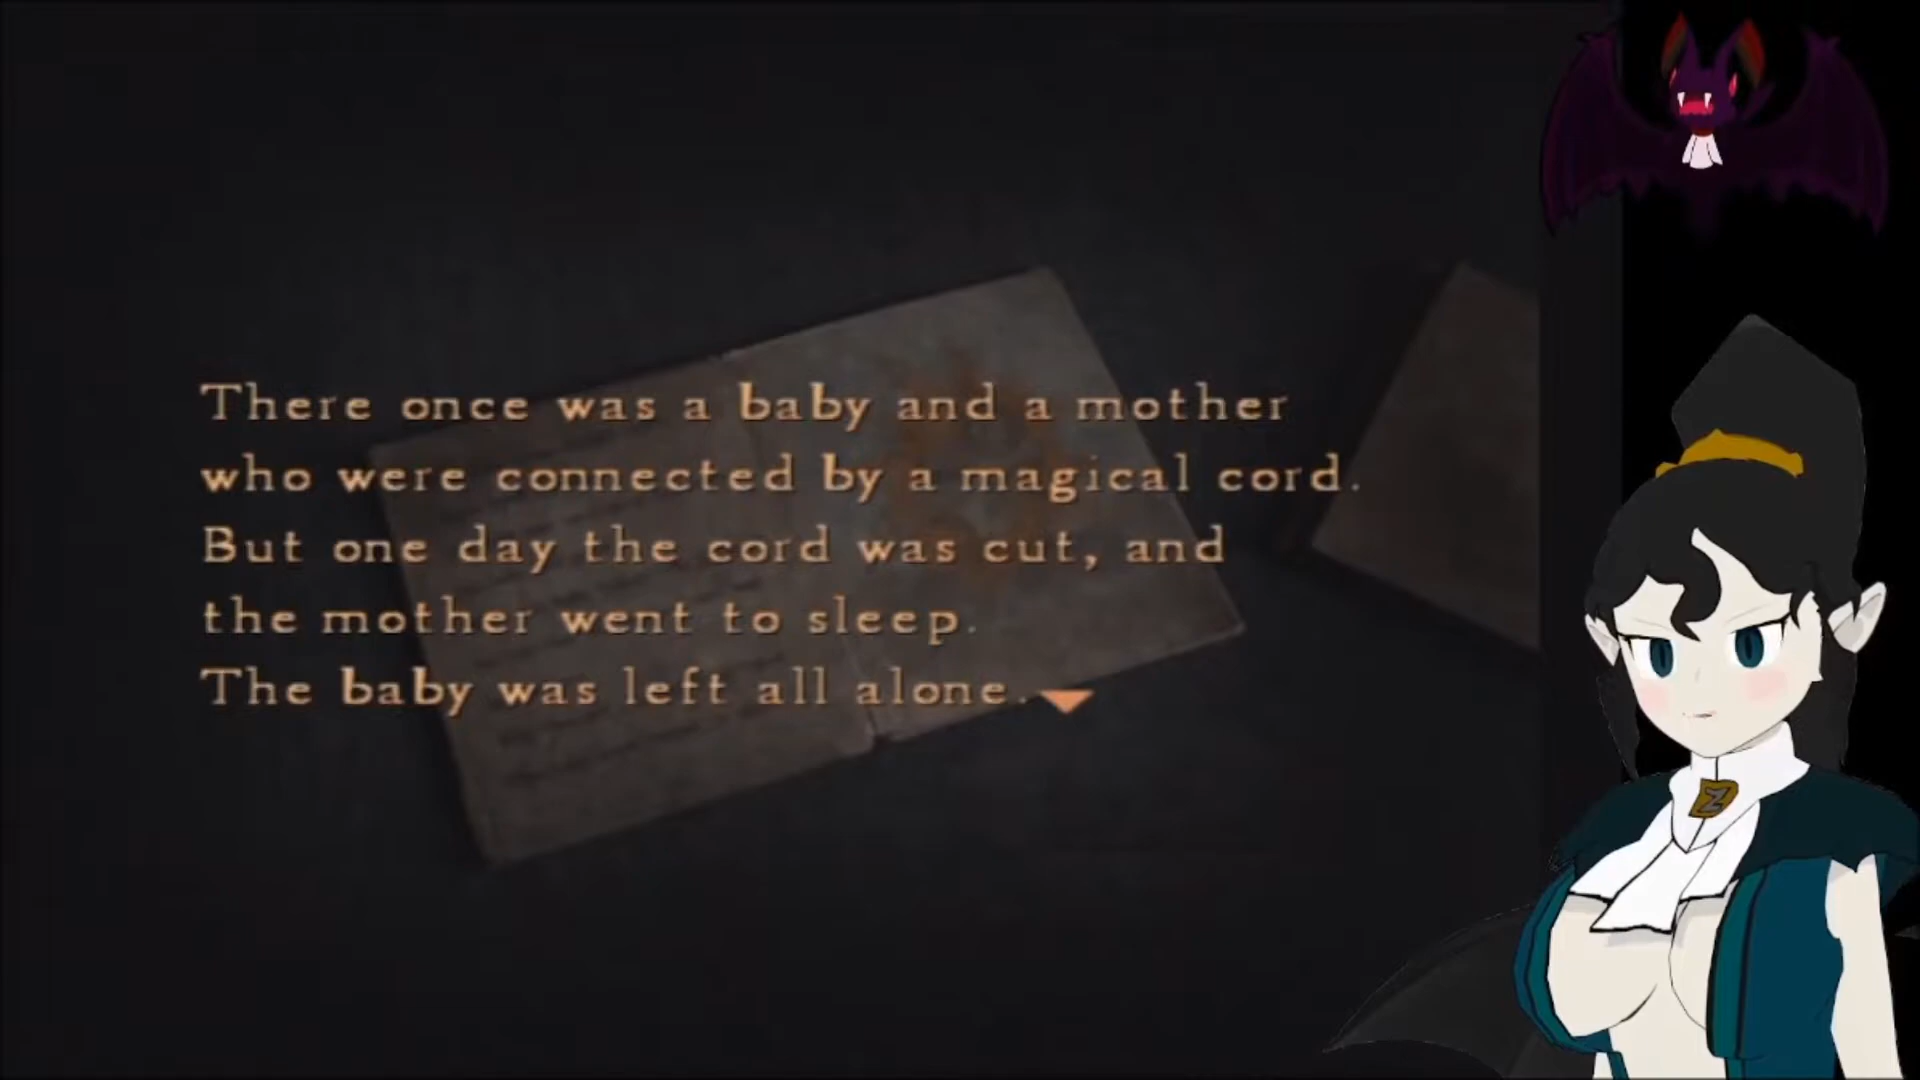 There once was a baby and a mother
who were connected by a magical cord.
But one day the cord was cut, and
the mother went to sleep.
The baby was left all alone.
Z